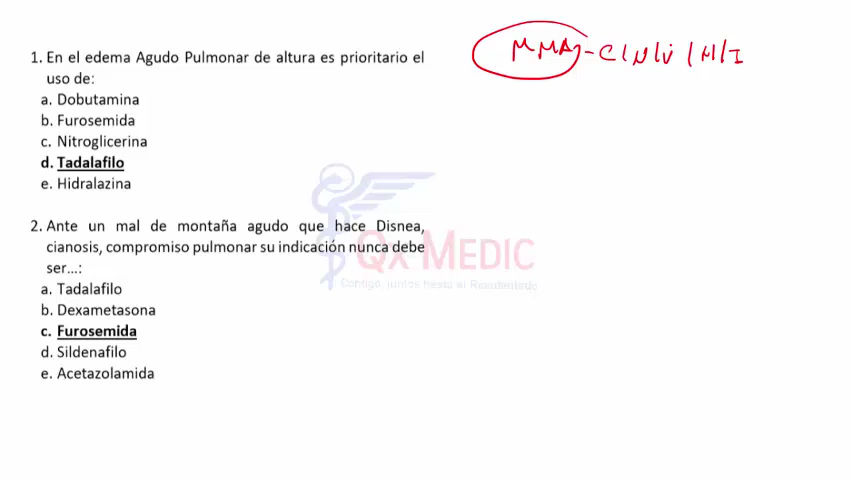 1. En el edema Agudo Pulmonar de altura es prioritario el
uso de:
a. Dobutamina
b. Furosemida
c. Nitroglicerina
d. Tadalafilo
e. Hidralazina
2. Ante un mal de montaña agudo que hace Disnea,
cianosis, compromiso pulmonar su indicación nunca debe
ser...:
a. Tadalafilo
b. Dexametasona
c. Furosemida
d. Sildenafilo
e. Acetazolamida
MMA - C/N/V/H/I
Qx MEDIC
Contigo, juntos hasta el Residentado